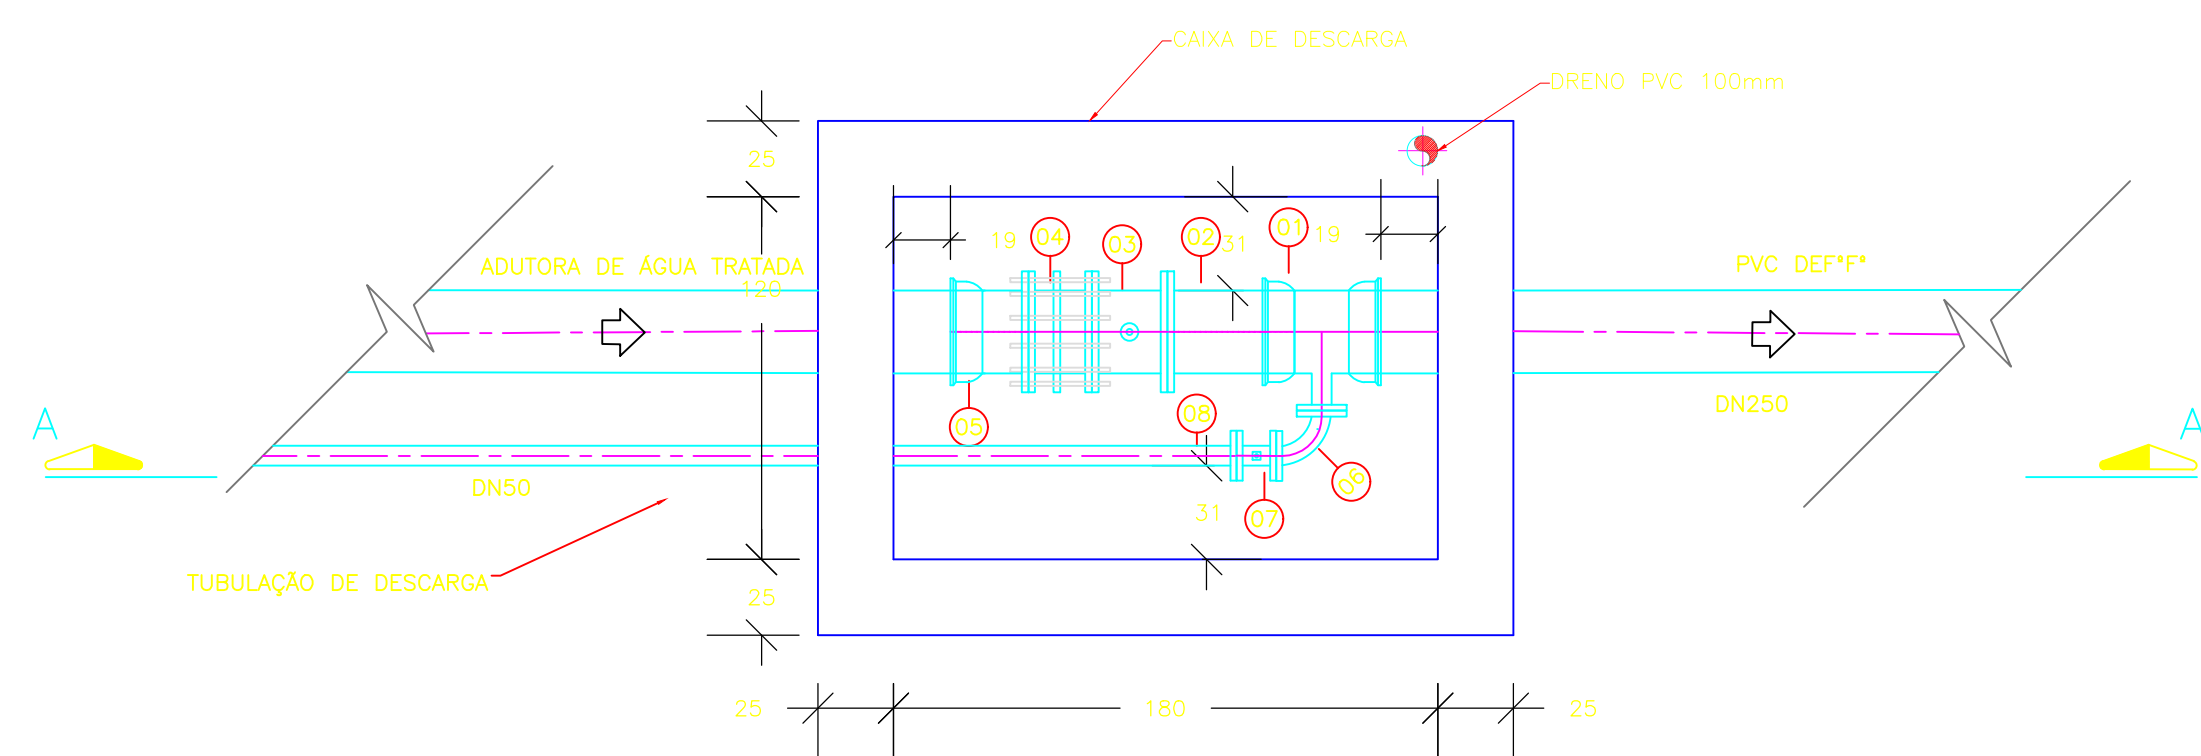 CAIXA DE DESCARGA
DRENO PVC 100mm
25
19
04
03
02
31
01
19
ADUTORA DE ÁGUA TRATADA
120
PVC DEF°F°
DN250
A
A
05
08
DN50
06
31
07
TUBULAÇÃO DE DESCARGA
25
25
180
25